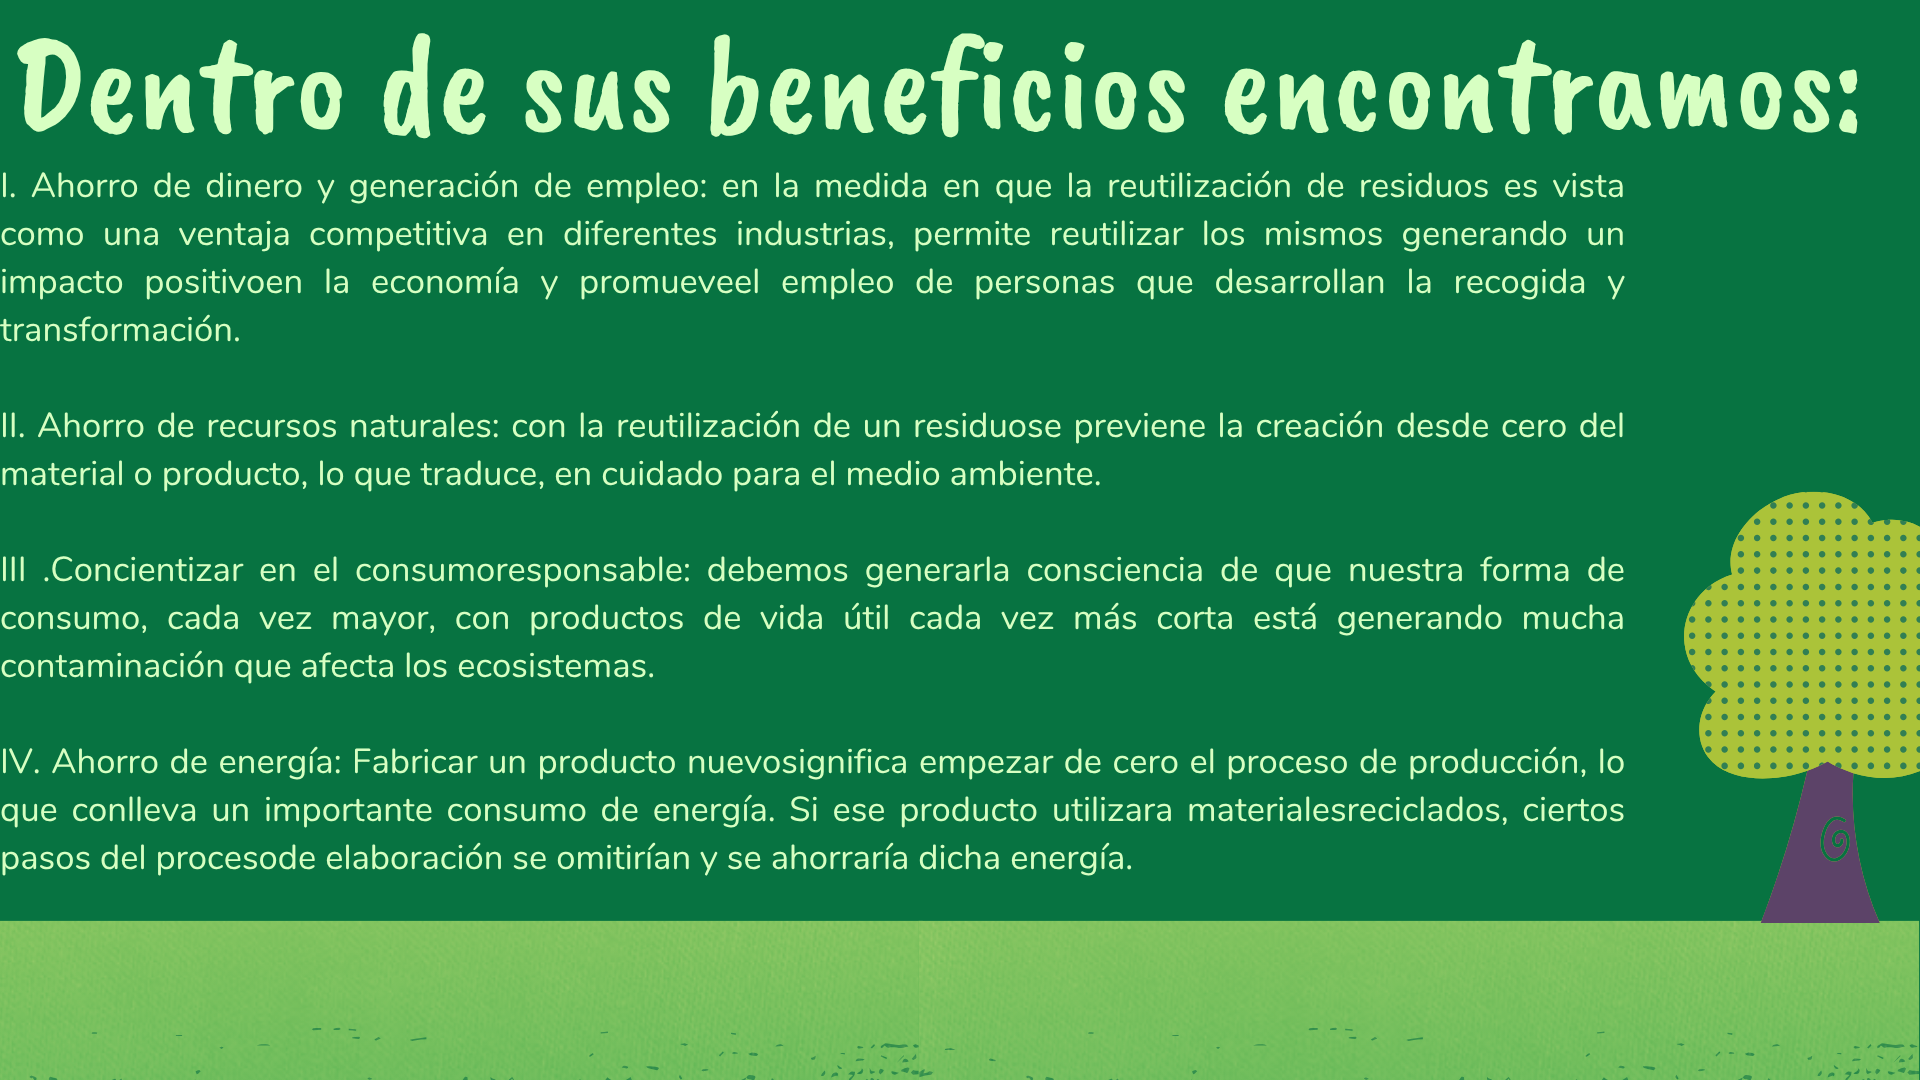 Dentro de sus beneficios encontramos:
I. Ahorro de dinero y generación de empleo: en la medida en que la reutilización de residuos es vista
como una ventaja competitiva en diferentes industrias, permite reutilizar los mismos generando un
impacto positivoen la economía y promueveel empleo de personas que desarrollan la recogida y
transformación.
II. Ahorro de recursos naturales: con la reutilización de un residuose previene la creación desde cero del
material o producto, lo que traduce, en cuidado para el medio ambiente.
III .Concientizar en el consumoresponsable: debemos generarla consciencia de que nuestra forma de
consumo, cada vez mayor, con productos de vida útil cada vez más corta está generando mucha
contaminación que afecta los ecosistemas.
IV. Ahorro de energía: Fabricar un producto nuevosignifica empezar de cero el proceso de producción, lo
que conlleva un importante consumo de energía. Si ese producto utilizara materialesreciclados, ciertos
pasos del procesode elaboración se omitirían y se ahorraría dicha energía.